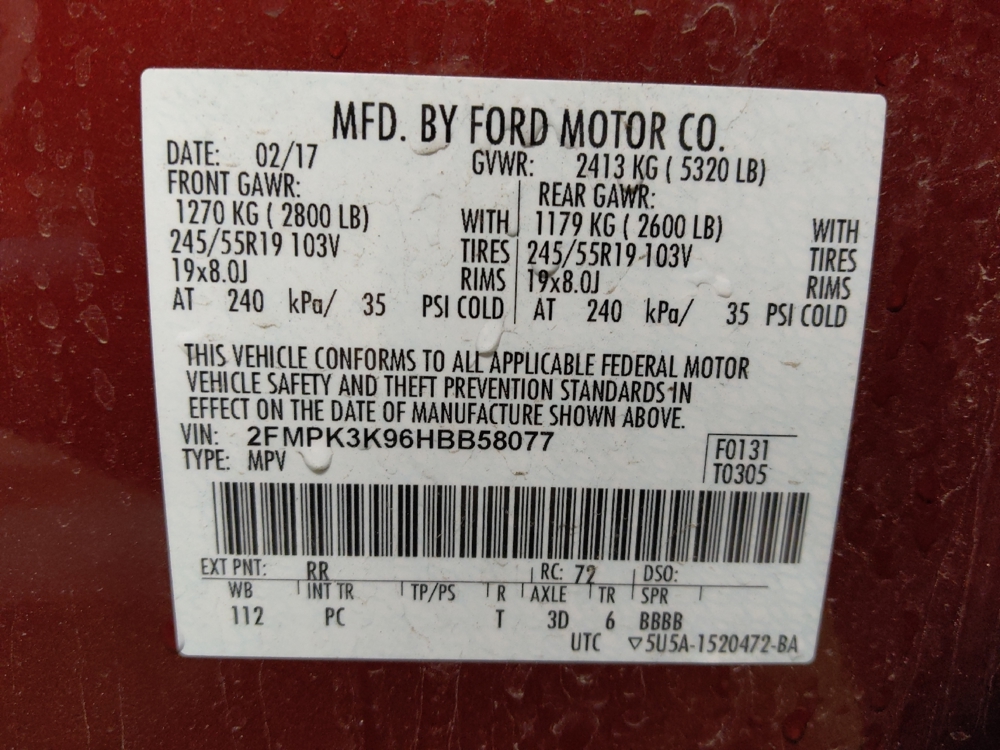 MFD. BY FORD MOTOR CO.
DATE: 02/17 GVWR: 2413 KG ( 5320 LB)
FRONT GAWR: REAR GAWR:
1270 KG ( 2800 LB) WITH 1179 KG ( 2600 LB) WITH
245/55R19 103V TIRES 245/55R19 103V TIRES
19x8.0J RIMS 19x8.0J RIMS
AT 240 kPa/ 35 PSI COLD AT 240 kPa/ 35 PSI COLD
THIS VEHICLE CONFORMS TO ALL APPLICABLE FEDERAL MOTOR
VEHICLE SAFETY AND THEFT PREVENTION STANDARDS IN
EFFECT ON THE DATE OF MANUFACTURE SHOWN ABOVE.
VIN: 2FMPK3K96HBB58077 F0131
TYPE: MPV T0305
EXT PNT: RR RC: 72 DSO:
WB INT TR TP/PS R AXLE TR SPR
112 PC T 3D 6 BBBB
UTC ▽5U5A-1520472-BA